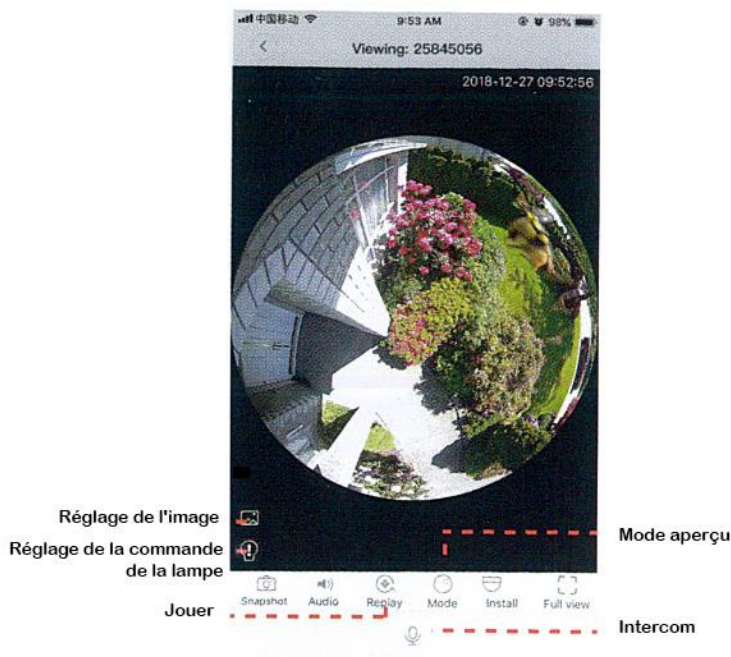 中国移动 9:53 AM 98%
Viewing: 25845056
2018-12-27 09:52:56
Réglage de l'image
Mode aperçu
Réglage de la commande
de la lampe
Snapshot Audio Replay Mode Install Full view
Jouer
Intercom